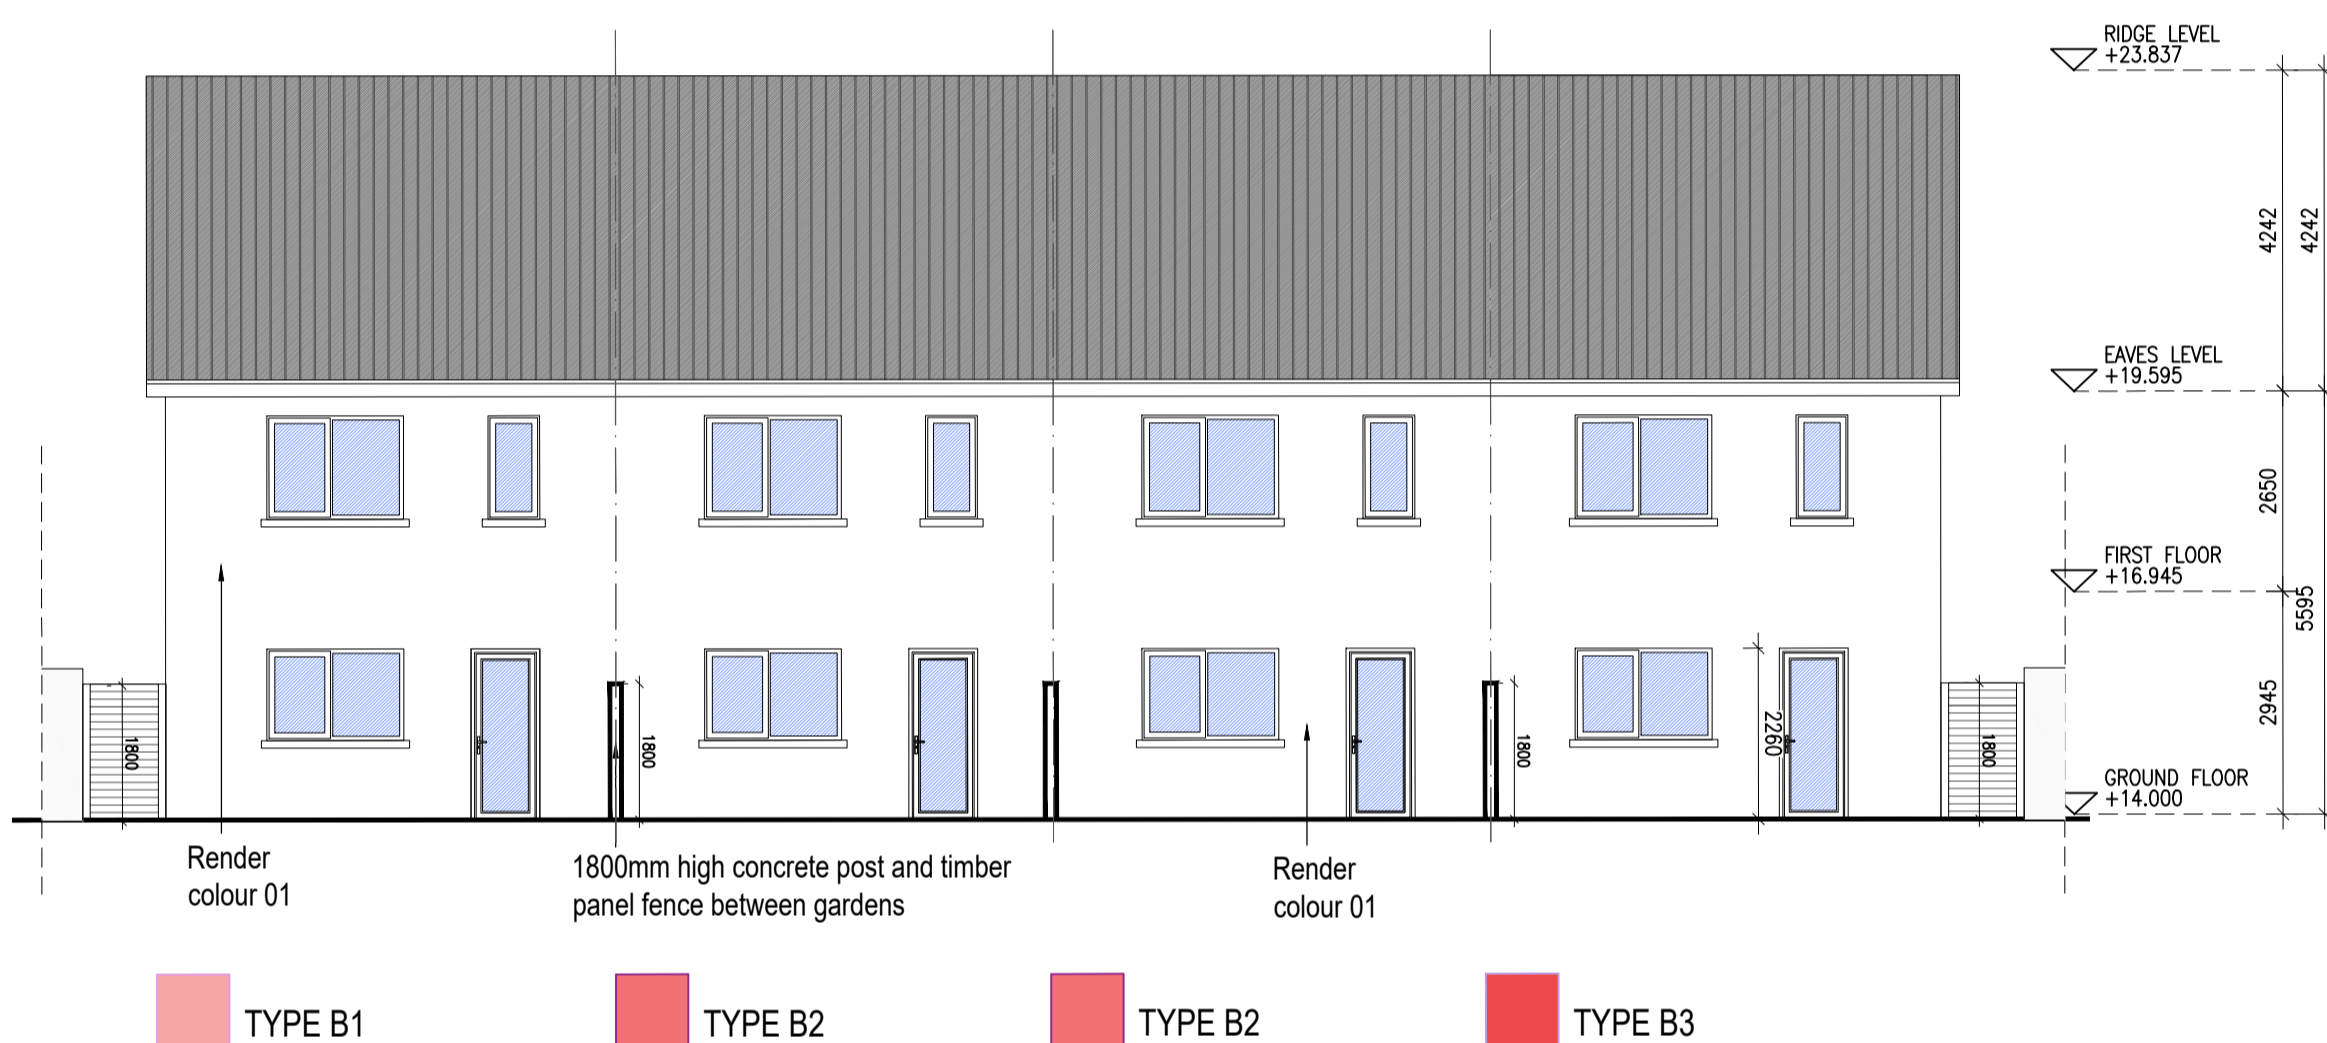 RIDGE LEVEL
+23.837
4242
4242
EAVES LEVEL
+19.595
2650
FIRST FLOOR
+16.945
5595
2945
GROUND FLOOR
+14.000
1800
1800
1800
2260
1800
Render
colour 01
1800mm high concrete post and timber
panel fence between gardens
Render
colour 01
TYPE B1
TYPE B2
TYPE B2
TYPE B3